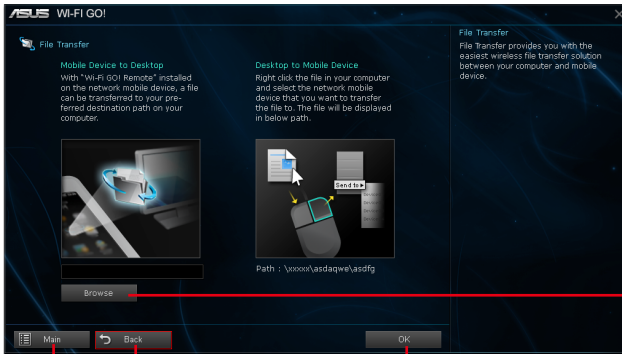 ASUS WI-FI GO!
File Transfer
Mobile Device to Desktop
With "Wi-Fi GO! Remote" installed
on the network mobile device, a file
can be transferred to your pre-
ferred destination path on your
computer.
Browse
Desktop to Mobile Device
Right click the file in your computer
and select the network mobile
device that you want to transfer
the file to. The file will be displayed
in below path.
Send to
Path : \xxxxx\asdaqwe\asdfg
File Transfer
File Transfer provides you with the
easiest wireless file transfer solution
between your computer and mobile
device.
Main
Back
OK